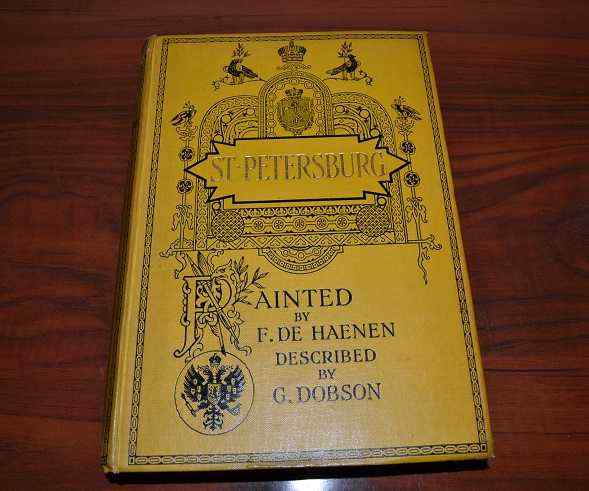 ST·PETERSBURG
PAINTED
BY
F. DE HAENEN
DESCRIBED
BY
G. DOBSON